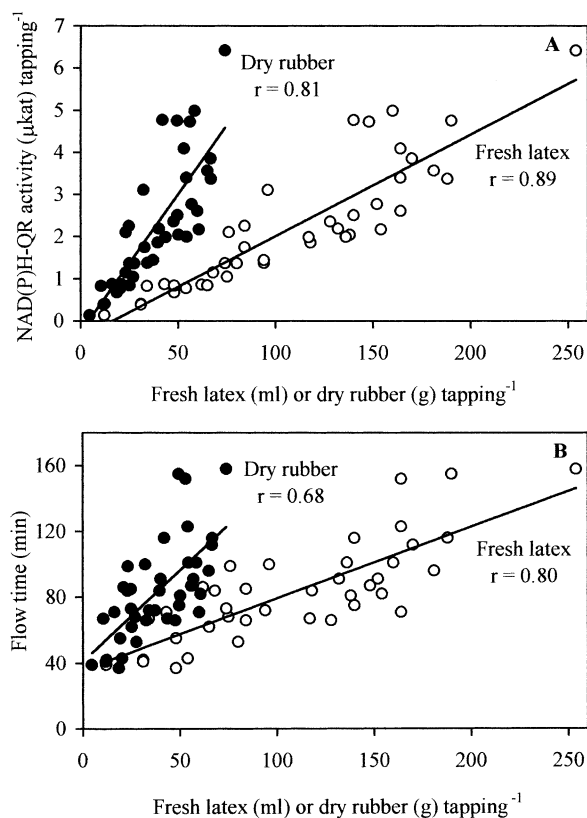 NAD(P)H-QR activity (μkat) tapping⁻¹
7
6
5
4
3
2
1
0
A
Dry rubber
r = 0.81
Fresh latex
r = 0.89
0 50 100 150 200 250
Fresh latex (ml) or dry rubber (g) tapping⁻¹
Flow time (min)
160
120
80
40
0
B
Dry rubber
r = 0.68
Fresh latex
r = 0.80
0 50 100 150 200 250
Fresh latex (ml) or dry rubber (g) tapping⁻¹